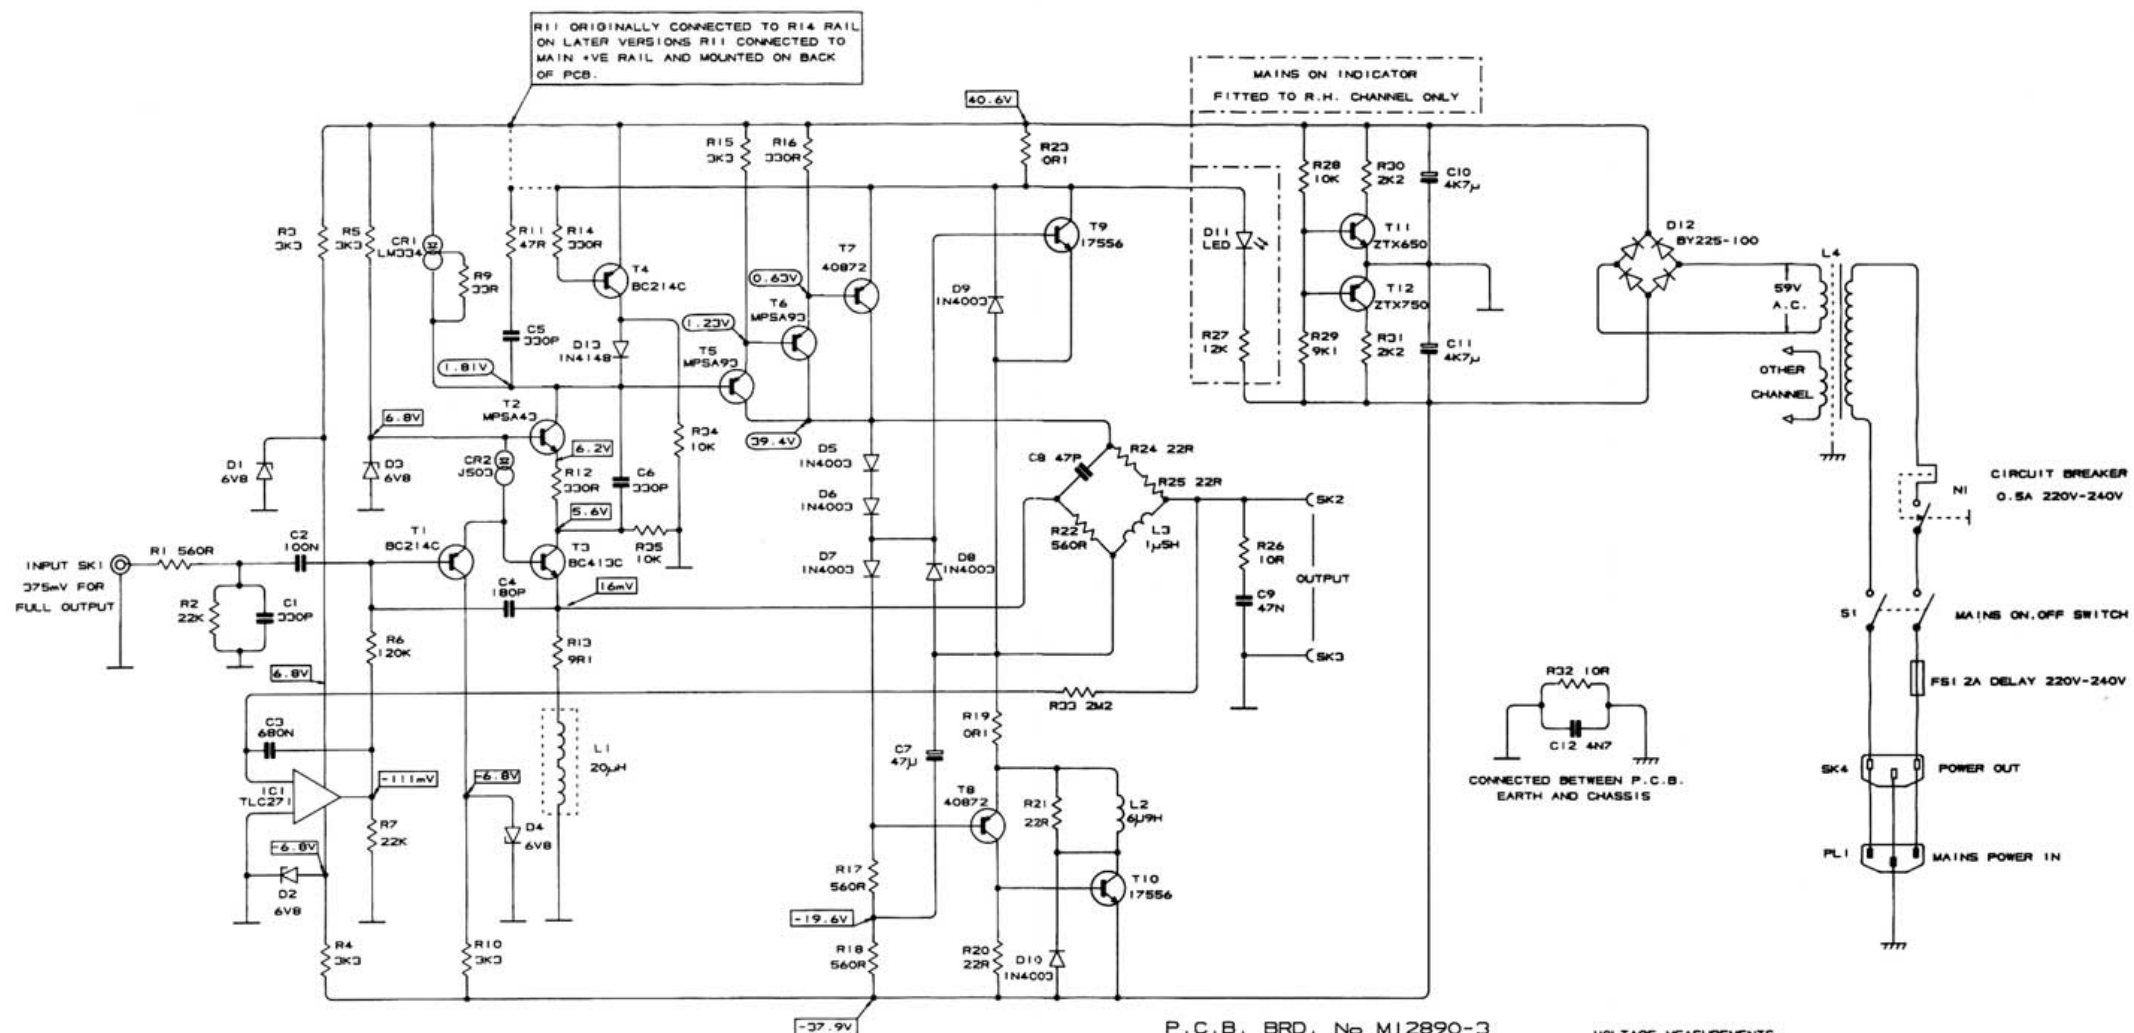 R11 ORIGINALLY CONNECTED TO R14 RAIL
ON LATER VERSIONS R11 CONNECTED TO
MAIN +VE RAIL AND MOUNTED ON BACK
OF PCB.
MAINS ON INDICATOR
FITTED TO R.H. CHANNEL ONLY
40.6V
R15
3K3
R16
330R
R23
0R1
R28
10K
R30
2K2
C10
4K7µ
R3
3K3
R5
3K3
CR1
LM334
R9
33R
R11
47R
R14
330R
T4
BC214C
T7
40872
T9
17556
D11
LED
T11
ZTX650
D12
BY225-100
L4
0.63V
T6
MPSA93
D9
1N4003
T12
ZTX750
59V
A.C.
C5
330P
D13
1N4148
1.23V
T5
MPSA93
R27
12K
R29
9K1
R31
2K2
C11
4K7µ
1.81V
OTHER
CHANNEL
T2
MPSA43
6.8V
39.4V
R34
10K
D1
6V8
D3
6V8
CR2
J503
6.2V
R12
330R
C6
330P
D5
1N4003
C8 47P
R24 22R
R25 22R
CIRCUIT BREAKER
N1
0.5A 220V-240V
D6
1N4003
SK2
5.6V
R22
560R
L3
1µ5H
C2
100N
T1
BC214C
T3
BC413C
R35
10K
D7
1N4003
D8
1N4003
R26
10R
OUTPUT
INPUT SK1
375mV FOR
FULL OUTPUT
R1 560R
R2
22K
C1
330P
C4
180P
16mV
C9
47N
S1
MAINS ON.OFF SWITCH
R6
120K
R13
9R1
SK3
6.8V
R32 10R
FS1 2A DELAY 220V-240V
R33 2M2
C3
680N
L1
20µH
R19
0R1
C7
47µ
C12 4N7
IC1
TLC271
-111mV
-6.8V
CONNECTED BETWEEN P.C.B.
EARTH AND CHASSIS
SK4
POWER OUT
T8
40872
R21
22R
L2
6µ9H
R7
22K
D4
6V8
-6.8V
PL1
MAINS POWER IN
D2
6V8
R17
560R
T10
17556
-19.6V
R4
3K3
R10
3K3
R18
560R
R20
22R
D10
1N4003
-37.9V
P.C.B. BRD. No M12890-3
VOLTAGE MEASUREMENTS